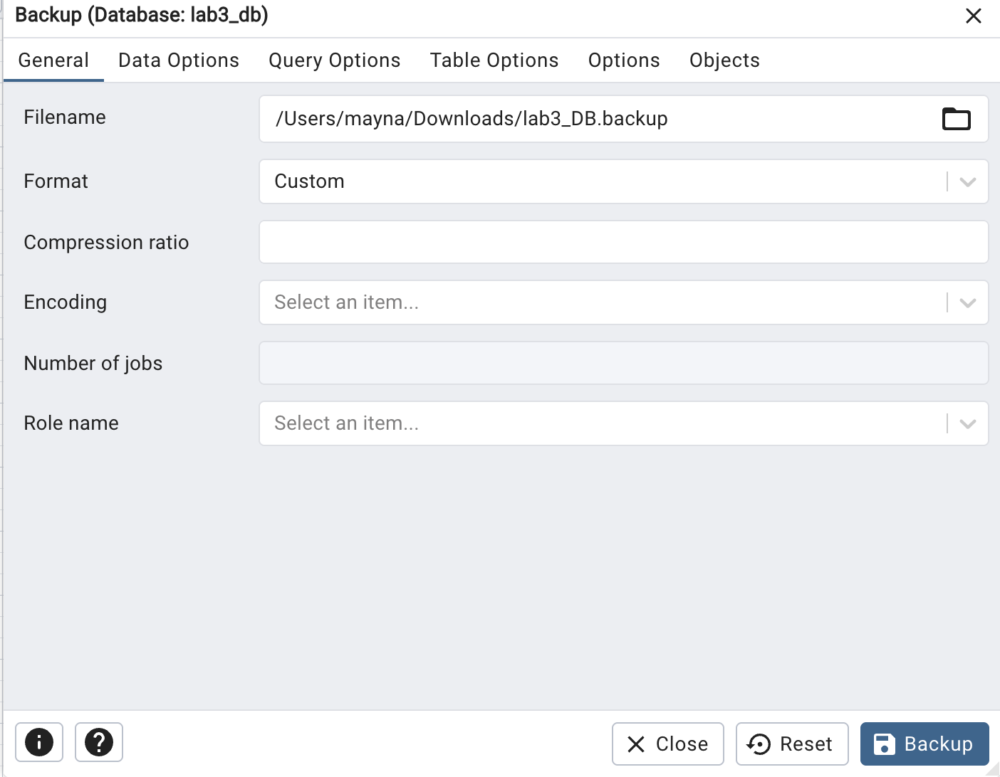 Backup (Database: lab3_db)
General Data Options Query Options Table Options Options Objects
Filename /Users/mayna/Downloads/lab3_DB.backup
Format Custom
Compression ratio
Encoding Select an item...
Number of jobs
Role name Select an item...
Close Reset Backup